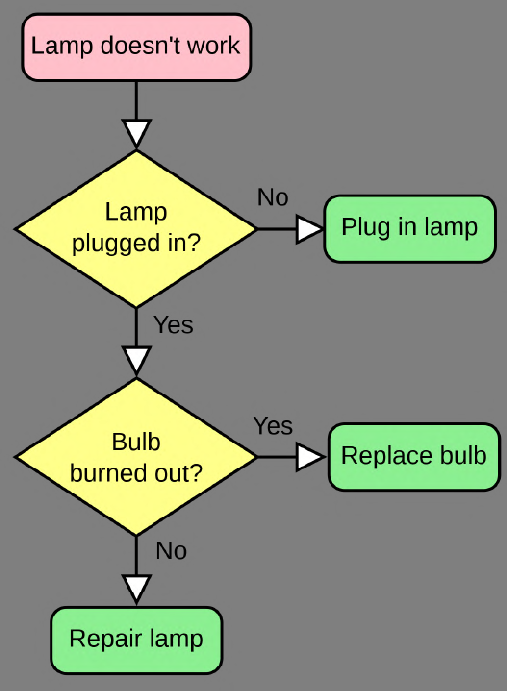 Lamp doesn't work
Lamp
plugged in?
No
Plug in lamp
Yes
Bulb
burned out?
Yes
Replace bulb
No
Repair lamp